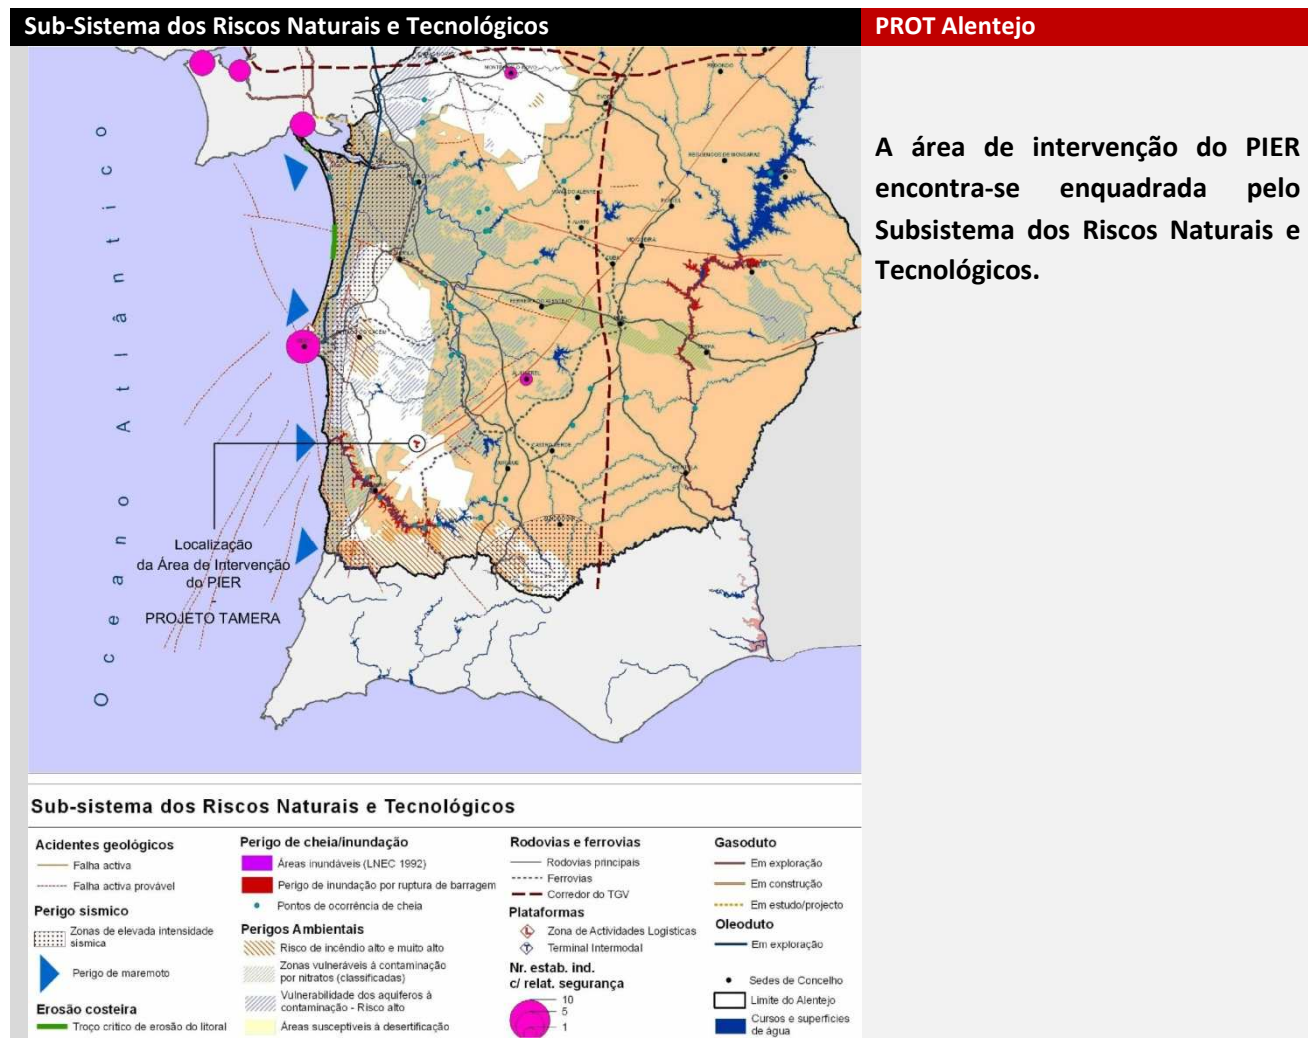 Sub-Sistema dos Riscos Naturais e Tecnológicos
PROT Alentejo
A área de intervenção do PIER
encontra-se enquadrada pelo
Subsistema dos Riscos Naturais e
Tecnológicos.
Oceano Atlântico
Localização
da Área de Intervenção
do PIER
-
PROJETO TAMERA
Sub-sistema dos Riscos Naturais e Tecnológicos
Acidentes geológicos
Falha activa
Falha activa provável
Perigo sísmico
Zonas de elevada intensidade
sísmica
Perigo de maremoto
Erosão costeira
Troço crítico de erosão do litoral
Perigo de cheia/inundação
Áreas inundáveis (LNEC 1992)
Perigo de inundação por ruptura de barragem
Pontos de ocorrência de cheia
Perigos Ambientais
Risco de incêndio alto e muito alto
Zonas vulneráveis á contaminação
por nitratos (classificadas)
Vulnerabilidade dos aquiferos à
contaminação - Risco alto
Áreas susceptiveis à desertificação
Rodovias e ferrovias
Rodovias principais
Ferrovias
Corredor do TGV
Plataformas
L Zona de Actividades Logisticas
T Terminal Intermodal
Nr. estab. ind.
c/ relat. segurança
10
5
1
Gasoduto
Em exploração
Em construção
Em estudo/projecto
Oleoduto
Em exploração
Sedes de Concelho
Limite do Alentejo
Cursos e superfícies
de água